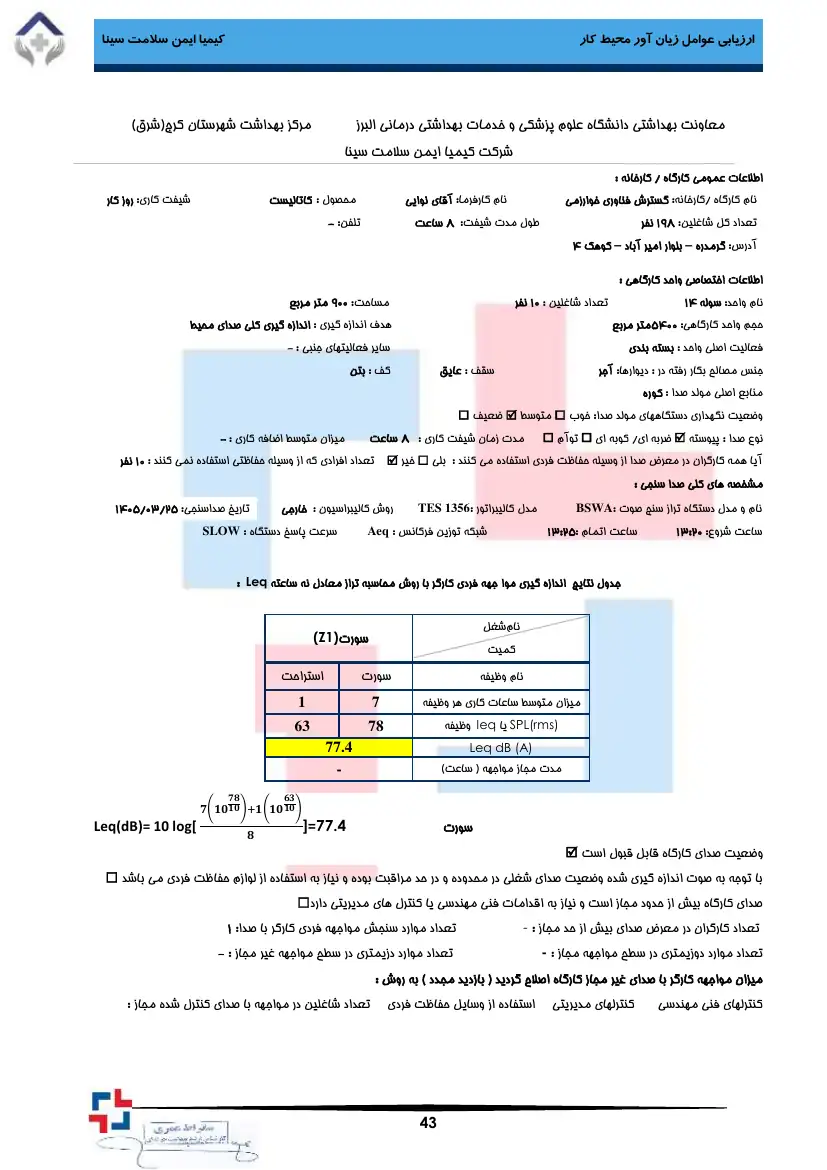 ارزیابی عوامل زیان آور محیط کار کیمیا ایمن سلامت سینا
معاونت بهداشتی دانشگاه علوم پزشکی و خدمات بهداشتی درمانی البرز مرکز بهداشت شهرستان کرج(شرق)
شرکت کیمیا ایمن سلامت سینا
اطلاعات عمومی کارگاه / کارخانه :
نام کارگاه /کارخانه: گسترش فناوری خوارزمی نام کارفرما: آقای نوایی محصول : کاتالیست شیفت کاری: روز کار
تعداد کل شاغلین: ۱۹۸ نفر طول مدت شیفت: ۸ ساعت تلفن: –
آدرس: گرمدره – بلوار امیر آباد – کوهک ۴
اطلاعات اختصاصی واحد کارگاهی :
نام واحد: سوله ۱۴ تعداد شاغلین : ۱۰ نفر مساحت: ۹۰۰ متر مربع
حجم واحد کارگاهی: ۵۴۰۰متر مربع هدف اندازه گیری : اندازه گیری کلی صدای محیط
فعالیت اصلی واحد : بسته بندی سایر فعالیتهای جنبی : -
جنس مصالح بکار رفته در : دیوارها: آجر سقف : عایق کف : بتن
منابع اصلی مولد صدا : کوره
وضعیت نگهداری دستگاههای مولد صدا: خوب ☐ متوسط ☑ ضعیف ☐
نوع صدا : پیوسته ☑ ضربه ای/ کوبه ای ☐ توأم ☐ مدت زمان شیفت کاری : ۸ ساعت میزان متوسط اضافه کاری : –
آیا همه کارگران در معرض صدا از وسیله حفاظت فردی استفاده می کنند : بلی ☐ خیر ☑ تعداد افرادی که از وسیله حفاظتی استفاده نمی کنند : ۱۰ نفر
مشخصه های کلی صدا سنجی :
نام و مدل دستگاه تراز سنج صوت :BSWA مدل کالیبراتور :TES 1356 روش کالیبراسیون : خارجی تاریخ صداسنجی: ۱۴۰۵/۰۳/۲۵
ساعت شروع: ۱۳:۲۰ ساعت اتمام :۱۳:۲۵ شبکه توزین فرکانس : Aeq سرعت پاسخ دستگاه : SLOW
جدول نتایج اندازه گیری موا جهه فردی کارگر با روش محاسبه تراز معادل نه ساعته Leq :
نام‌شغل
کمیت
سورت(Z1)
نام وظیفه سورت استراحت
میزان متوسط ساعات کاری هر وظیفه 7 1
SPL(rms) یا leq وظیفه 78 63
Leq dB (A) 77.4
مدت مجاز مواجهه ( ساعت) -
سورت Leq(dB)= 10 log[ (7(10^(78/10))+1(10^(63/10)))/8 ]=77.4
وضعیت صدای کارگاه قابل قبول است ☑
با توجه به صوت اندازه گیری شده وضعیت صدای شغلی در محدوده و در حد مراقبت بوده و نیاز به استفاده از لوازم حفاظت فردی می باشد ☐
صدای کارگاه بیش از حدود مجاز است و نیاز به اقدامات فنی مهندسی یا کنترل های مدیریتی دارد☐
تعداد کارگران در معرض صدای بیش از حد مجاز : - تعداد موارد سنجش مواجهه فردی کارگر با صدا: ۱
تعداد موارد دوزیمتری در سطح مواجهه مجاز : - تعداد موارد دزیمتری در سطح مواجهه غیر مجاز : –
میزان مواجهه کارگر با صدای غیر مجاز کارگاه اصلاح گردید ( بازدید مجدد ) به روش :
کنترلهای فنی مهندسی کنترلهای مدیریتی استفاده از وسایل حفاظت فردی تعداد شاغلین در مواجهه با صدای کنترل شده مجاز :
43